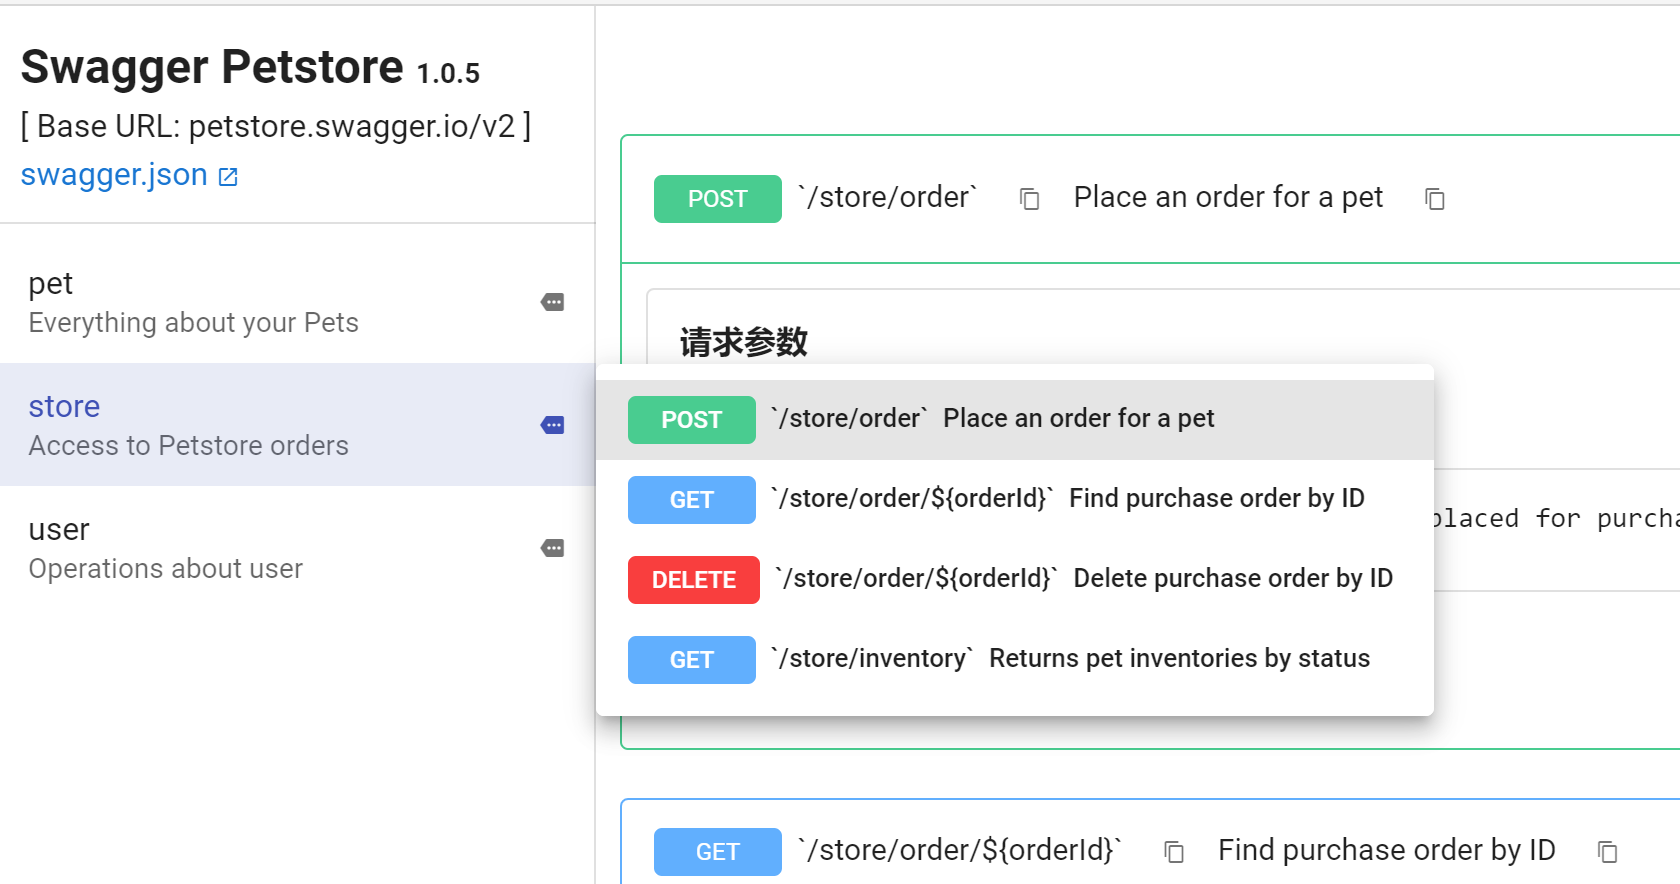 Swagger Petstore 1.0.5
[ Base URL: petstore.swagger.io/v2 ]
swagger.json
pet
Everything about your Pets
store
Access to Petstore orders
user
Operations about user
POST `/store/order` Place an order for a pet
请求参数
POST `/store/order` Place an order for a pet
GET `/store/order/${orderId}` Find purchase order by ID
DELETE `/store/order/${orderId}` Delete purchase order by ID
GET `/store/inventory` Returns pet inventories by status
placed for
GET `/store/order/${orderId}` Find purchase order by ID